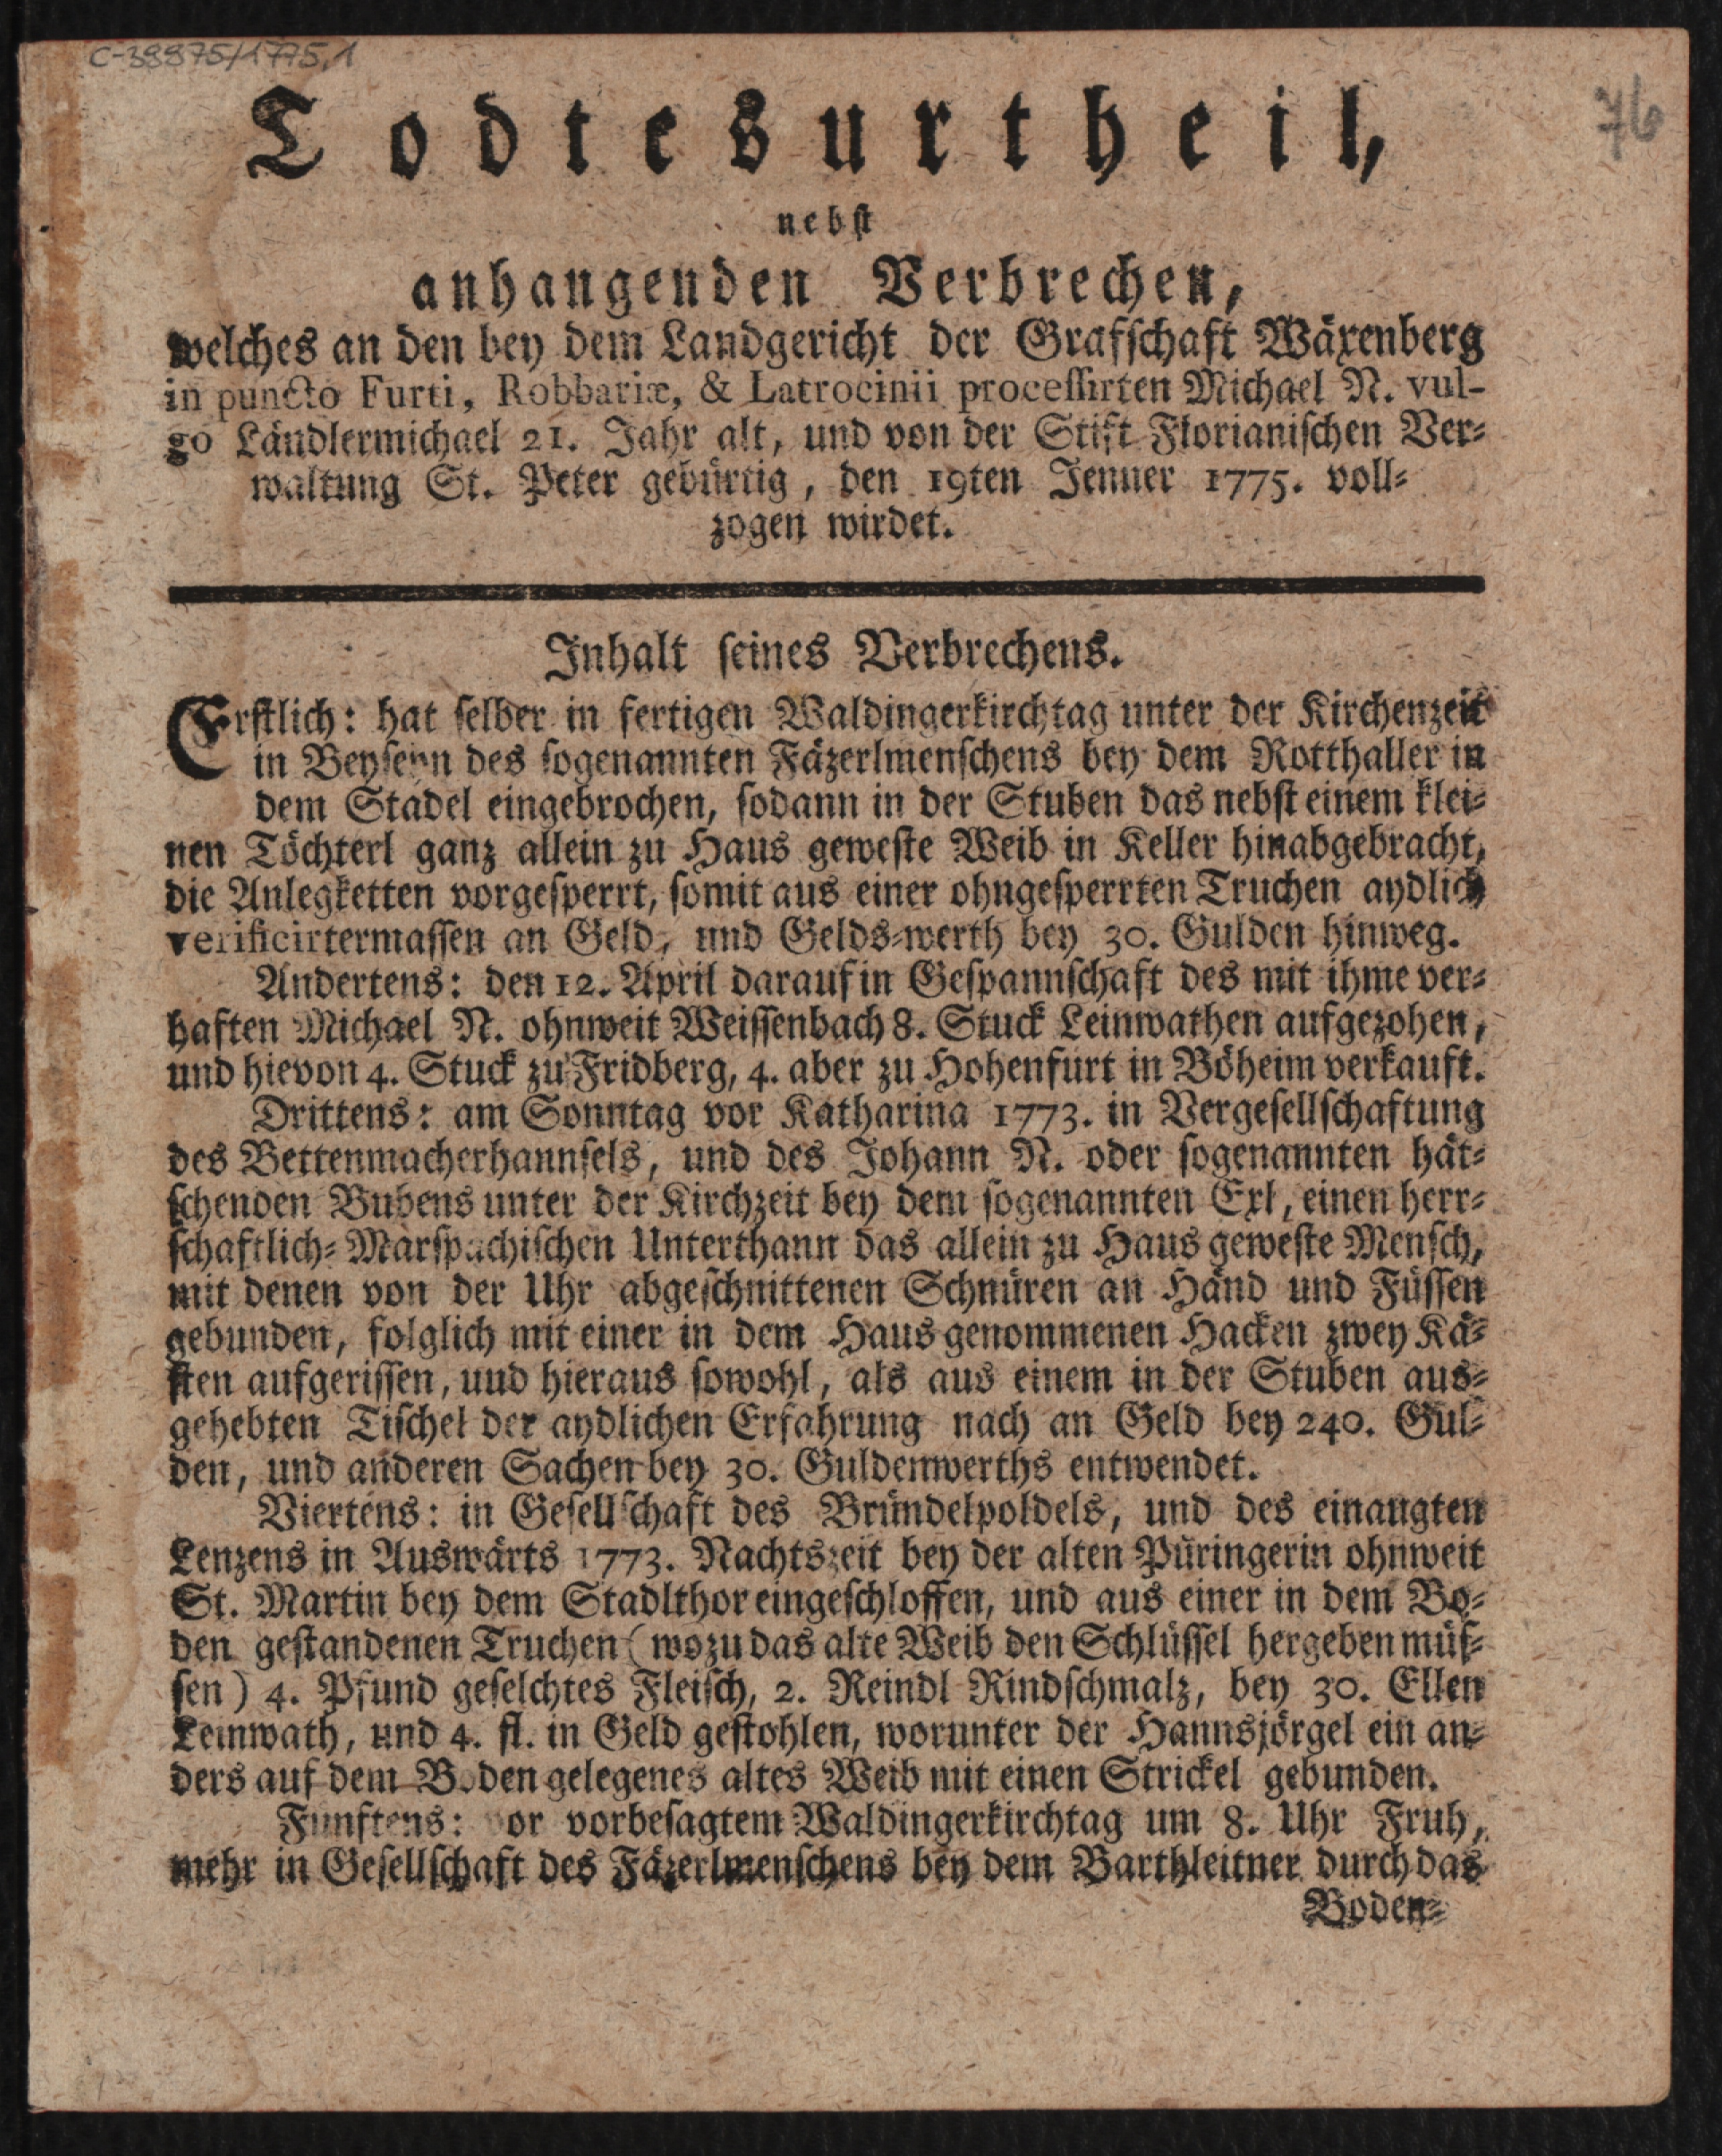 C-38875/1775,1
76
Todtesurtheil,
nebst
anhangenden Verbrechen,
welches an den bey dem Landgericht der Grafschaft Wäxenberg
in puncto Furti, Robbariæ, & Latrocinii processirten Michael N. vul-
go Ländlermichael 21. Jahr alt, und von der Stift Florianischen Ver-
waltung St. Peter gebürtig, den 19ten Jenner 1775. voll-
zogen wirdet.
Inhalt seines Verbrechens.
Erstlich: hat selber in fertigen Waldingerkirchtag unter der Kirchenzeit
in Beyseyn des sogenannten Fäzerlmenschens bey dem Rotthaller in
dem Städel eingebrochen, sodann in der Stuben das nebst einem klei-
nen Töchterl ganz allein zu Haus geweste Weib in Keller hinabgebracht,
die Anlegketten vorgesperrt, somit aus einer ohngesperrten Truchen aydlich
verificirtermassen an Geld, und Gelds-werth bey 30. Gulden hinweg.
Andertens: den 12. April darauf in Gespannschaft des mit ihme ver-
haften Michael N. ohnweit Weissenbach 8. Stuck Leinwathen aufgezohen,
und hievon 4. Stuck zu Fridberg, 4. aber zu Hohenfurt in Böheim verkauft.
Drittens: am Sonntag vor Katharina 1773. in Vergesellschaftung
des Bettenmacherhannsels, und des Johann N. oder sogenannten hät-
schenden Bubens unter der Kirchzeit bey dem sogenannten Exl, einen herr-
schaftlich-Marspachischen Unterthann das allein zu Haus geweste Mensch,
mit denen von der Uhr abgeschnittenen Schnüren an Händ und Füssen
gebunden, folglich mit einer in dem Haus genommenen Hacken zwey Kä-
sten aufgerissen, uud hieraus sowohl, als aus einem in der Stuben aus-
gehebten Tischel der aydlichen Erfahrung nach an Geld bey 240. Gul-
den, und anderen Sachen bey 30. Guldenwerths entwendet.
Viertens: in Gesellschaft des Bründelpoldels, und des einaugten
Lenzens in Auswärts 1773. Nachtszeit bey der alten Püringerin ohnweit
St. Martin bey dem Stadlthor eingeschloffen, und aus einer in dem Bo-
den gestandenen Truchen (wozu das alte Weib den Schlüssel hergeben müs-
sen) 4. Pfund geselchtes Fleisch, 2. Reindl Rindschmalz, bey 30. Ellen
Leinwath, und 4. fl. in Geld gestohlen, worunter der Hannsjörgel ein an-
ders auf dem Boden gelegenes altes Weib mit einen Strickel gebunden.
Funftens: vor vorbesagtem Waldingerkirchtag um 8. Uhr Fruh,
mehr in Gesellschaft des Fäzerlmenschens bey dem Barthleitner durch das
Boden-